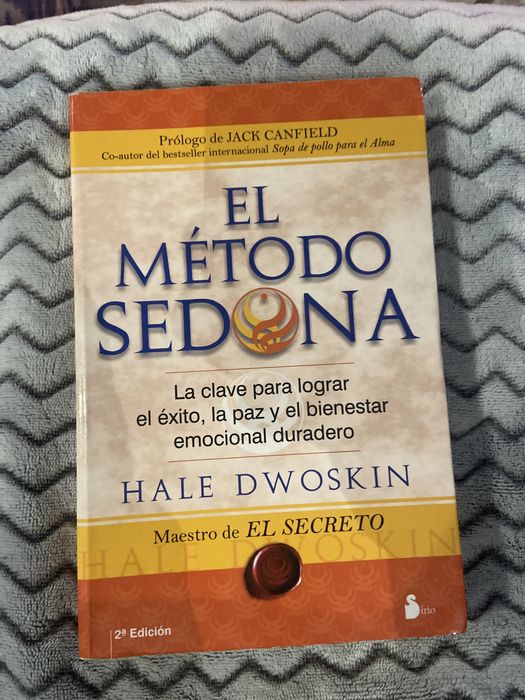 Prólogo de JACK CANFIELD
Co-autor del bestseller internacional Sopa de pollo para el Alma
EL
MÉTODO
SEDONA
La clave para lograr
el éxito, la paz y el bienestar
emocional duradero
HALE DWOSKIN
Maestro de EL SECRETO
HALE DWOSKIN
2ª Edición
Sirio